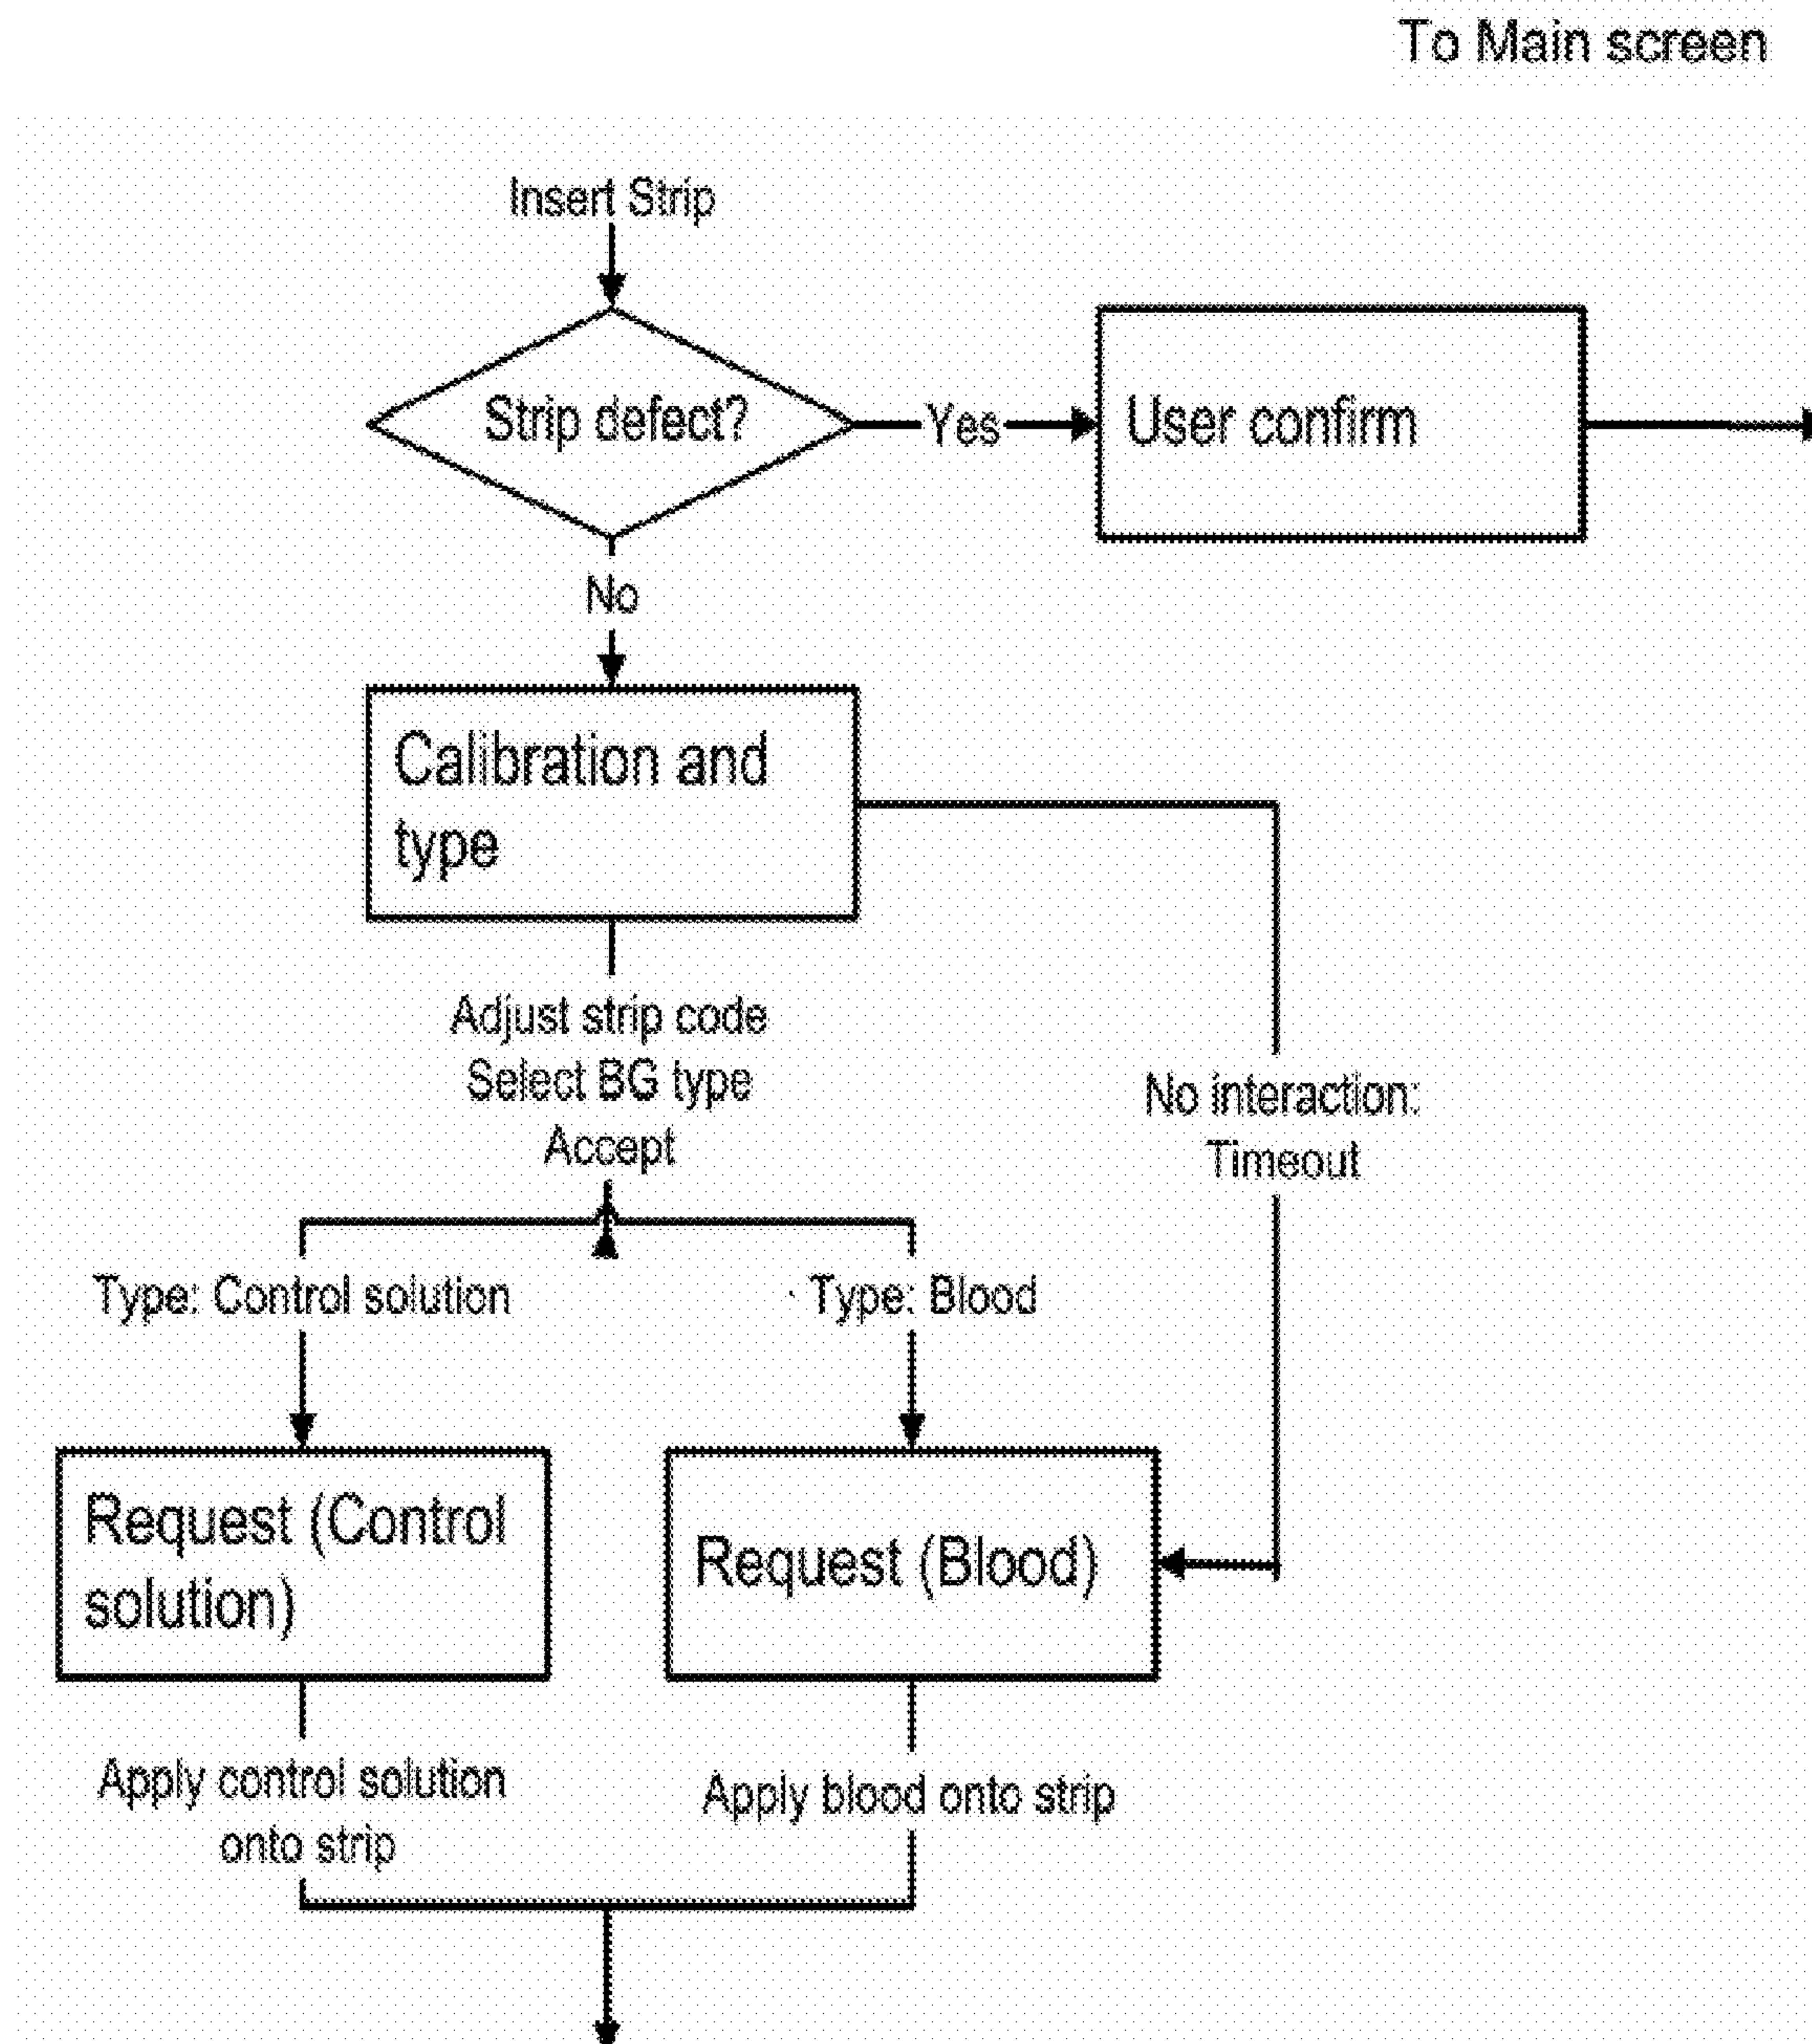 To Main screen
Insert Strip
Strip defect?
Yes
User confirm
No
Calibration and
type
Adjust strip code
Select BG type
Accept
No interaction:
Timeout
Type: Control solution
Type: Blood
Request (Control
solution)
Request (Blood)
Apply control solution
onto strip
Apply blood onto strip